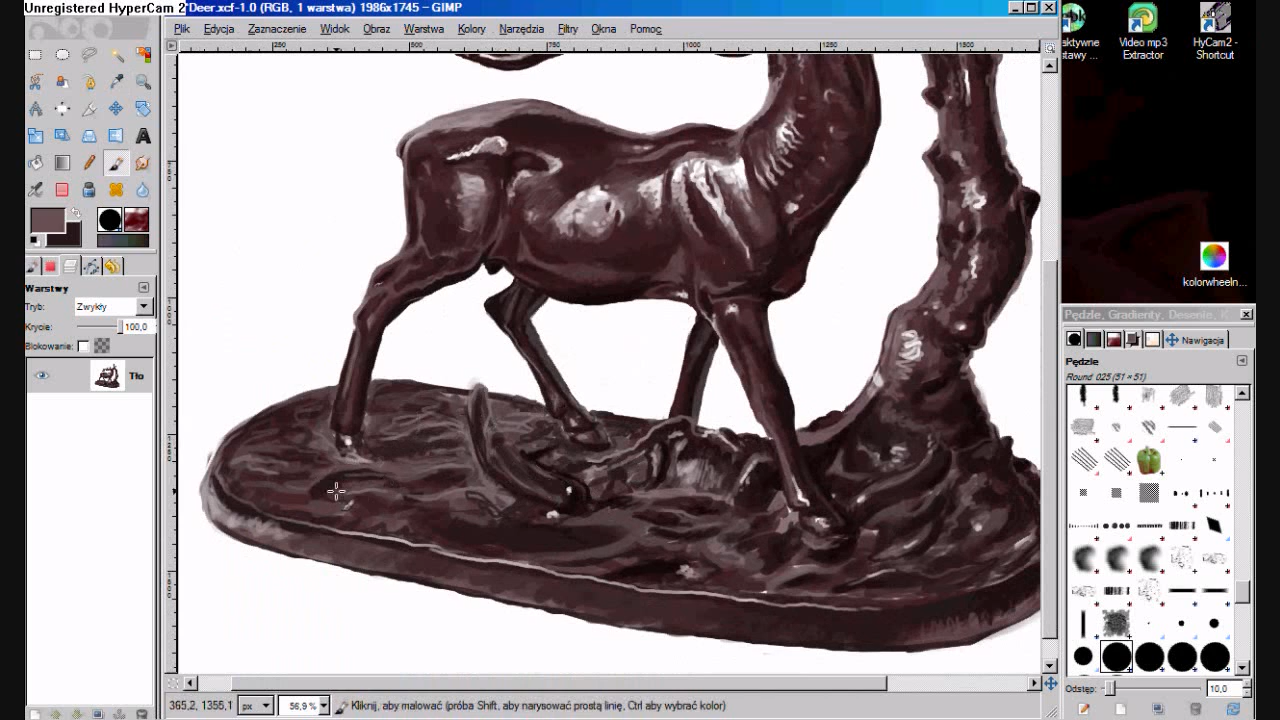 Unregistered HyperCam 2
*Deer.xcf-1.0 (RGB, 1 warstwa) 1986x1745 – GIMP
Plik Edycja Zaznaczenie Widok Obraz Warstwa Kolory Narzędzia Filtry Okna Pomoc
250 500 750 1000 1250 1500
Warstwy
Tryb: Zwykły
Krycie: 100,0
Blokowanie:
Tło
365,2, 1355,1 px 56,9 % Kliknij, aby malować (próba Shift, aby narysować prostą linię, Ctrl aby wybrać kolor)
Video mp3 Extractor
HyCam2 - Shortcut
kolorwheeln...
Pędzle, Gradienty, Desenie, K
Nawigacja
Pędzle
Round 025 (51 × 51)
Odstęp: 10,0